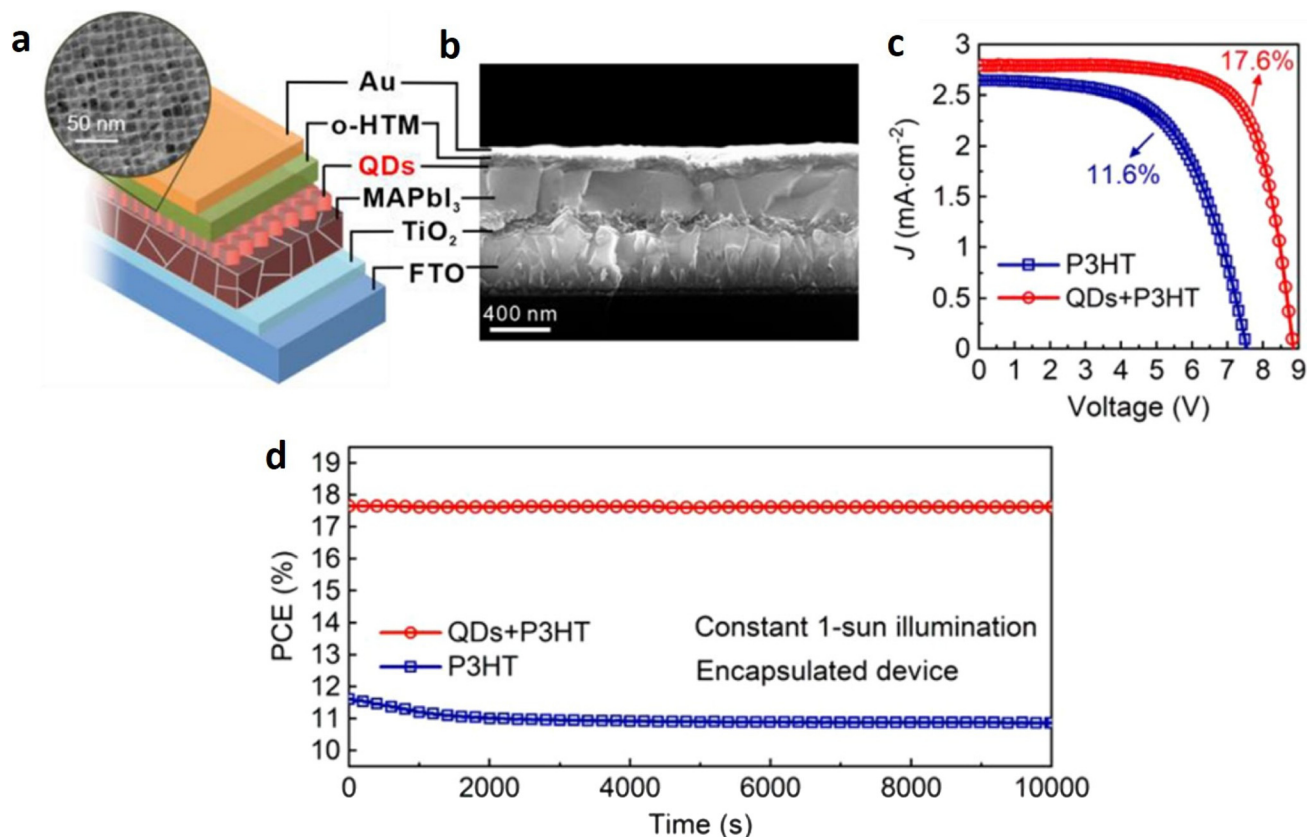 a
50 nm
Au
o-HTM
QDs
MAPbI₃
TiO₂
FTO
b
400 nm
c
3
2.5
2
1.5
1
0.5
0
J (mA·cm⁻²)
17.6%
11.6%
P3HT
QDs+P3HT
0 1 2 3 4 5 6 7 8 9
Voltage (V)
d
19
18
17
16
15
14
13
12
11
10
PCE (%)
QDs+P3HT
P3HT
Constant 1-sun illumination
Encapsulated device
0 2000 4000 6000 8000 10000
Time (s)